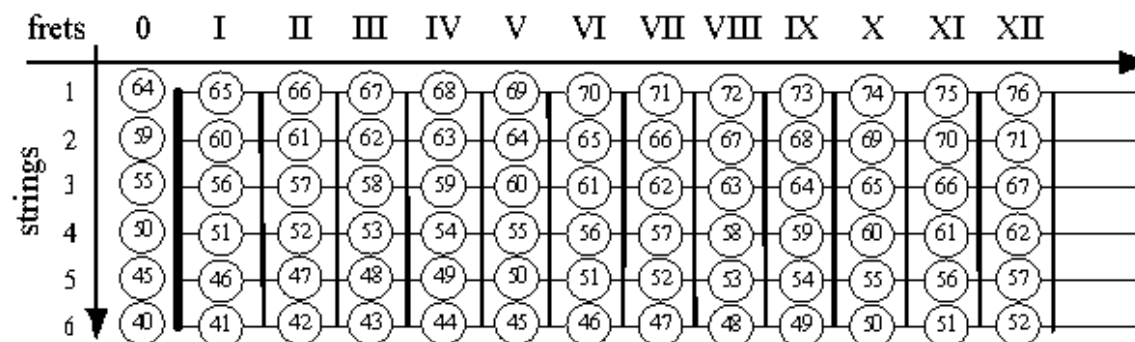 frets 0 I II III IV V VI VII VIII IX X XI XII
strings
1 64 65 66 67 68 69 70 71 72 73 74 75 76
2 59 60 61 62 63 64 65 66 67 68 69 70 71
3 55 56 57 58 59 60 61 62 63 64 65 66 67
4 50 51 52 53 54 55 56 57 58 59 60 61 62
5 45 46 47 48 49 50 51 52 53 54 55 56 57
6 40 41 42 43 44 45 46 47 48 49 50 51 52